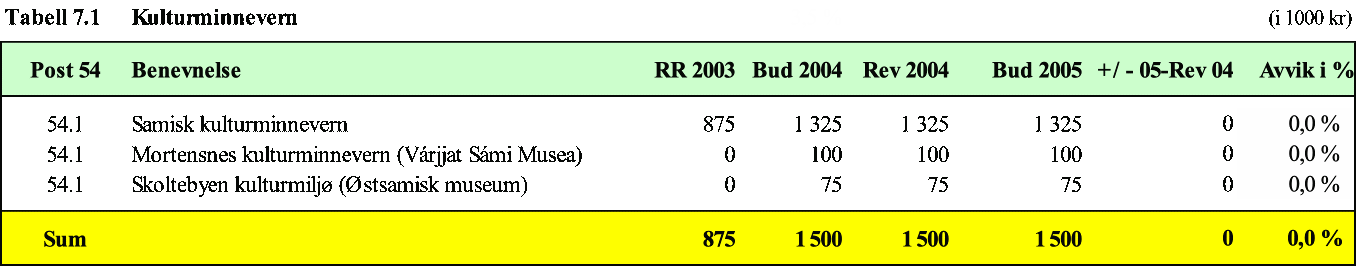 Tabell 7.1 Kulturminnevern (i 1000 kr)
Post 54 Benevnelse RR 2003 Bud 2004 Rev 2004 Bud 2005 + / - 05-Rev 04 Avvik i %
54.1 Samisk kulturminnevern 875 1 325 1 325 1 325 0 0,0 %
54.1 Mortensnes kulturminnevern (Várjjat Sámi Musea) 0 100 100 100 0 0,0 %
54.1 Skoltebyen kulturmiljø (Østsamisk museum) 0 75 75 75 0 0,0 %
Sum 875 1 500 1 500 1 500 0 0,0 %